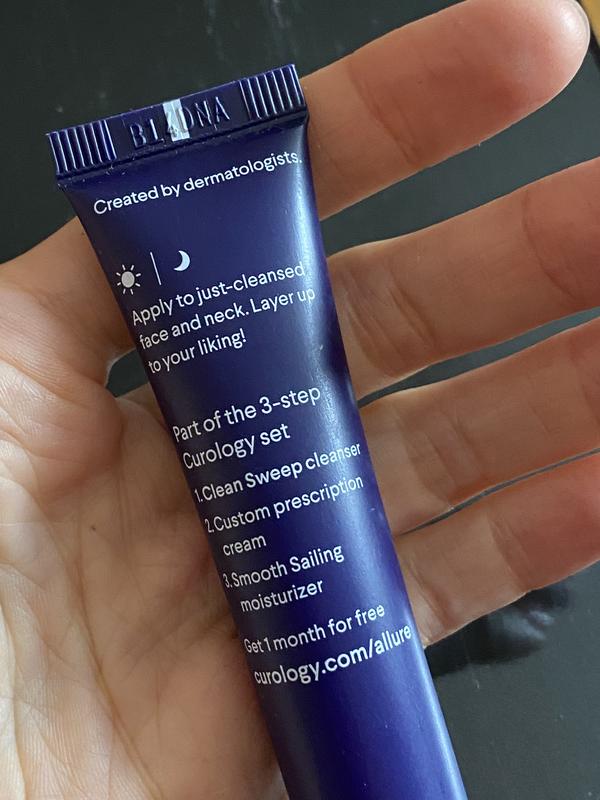 B14DNA
Created by dermatologists.
Apply to just-cleansed
face and neck. Layer up
to your liking!
Part of the 3-step
Curology set
1.Clean Sweep cleanser
2.Custom prescription
cream
3.Smooth Sailing
moisturizer
Get 1 month for free
curology.com/allure